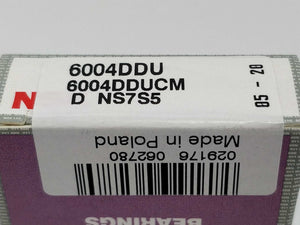 6004DDU
6004DDUCM
D NS7S5
05 - 20
N
Made in Poland
029176 062780
BEARINGS